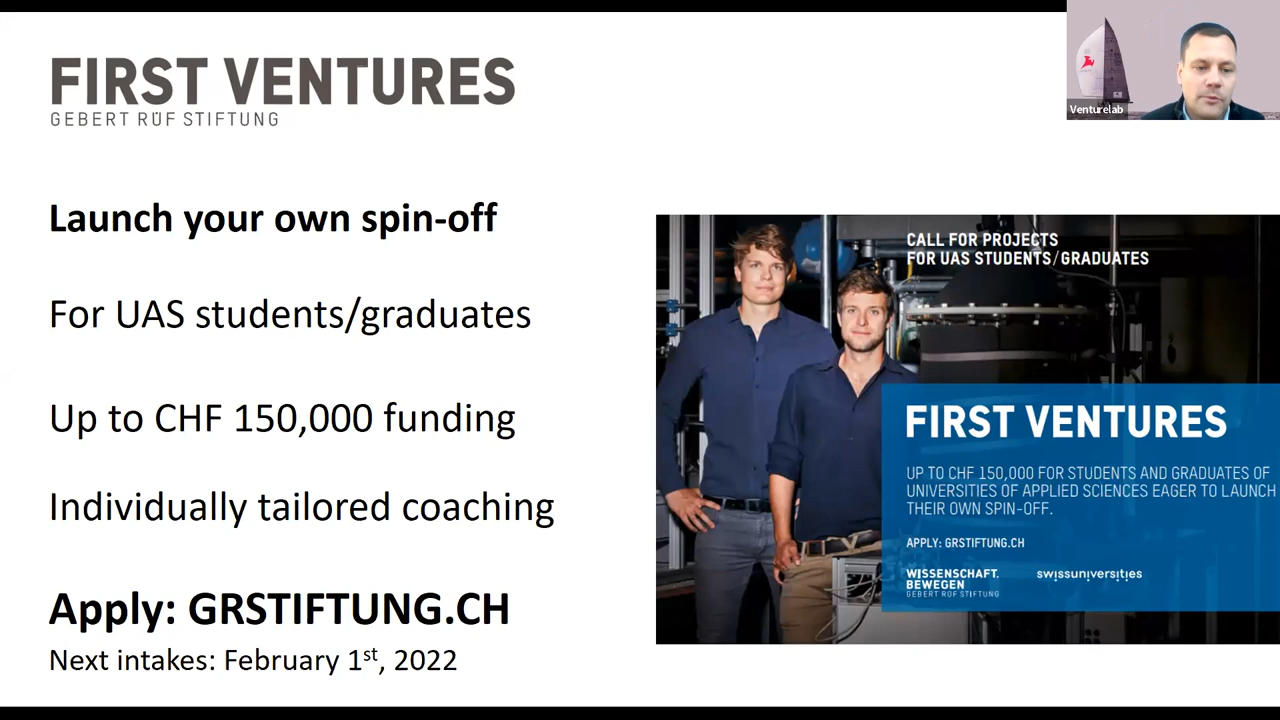 FIRST VENTURES
GEBERT RÜF STIFTUNG
Launch your own spin-off
For UAS students/graduates
Up to CHF 150,000 funding
Individually tailored coaching
Apply: GRSTIFTUNG.CH
Next intakes: February 1st, 2022
Venturelab
CALL FOR PROJECTS
FOR UAS STUDENTS/GRADUATES
FIRST VENTURES
UP TO CHF 150,000 FOR STUDENTS AND GRADUATES OF
UNIVERSITIES OF APPLIED SCIENCES EAGER TO LAUNCH
THEIR OWN SPIN-OFF.
APPLY: GRSTIFTUNG.CH
WISSENSCHAFT.
BEWEGEN
GEBERT RÜF STIFTUNG
swissuniversities